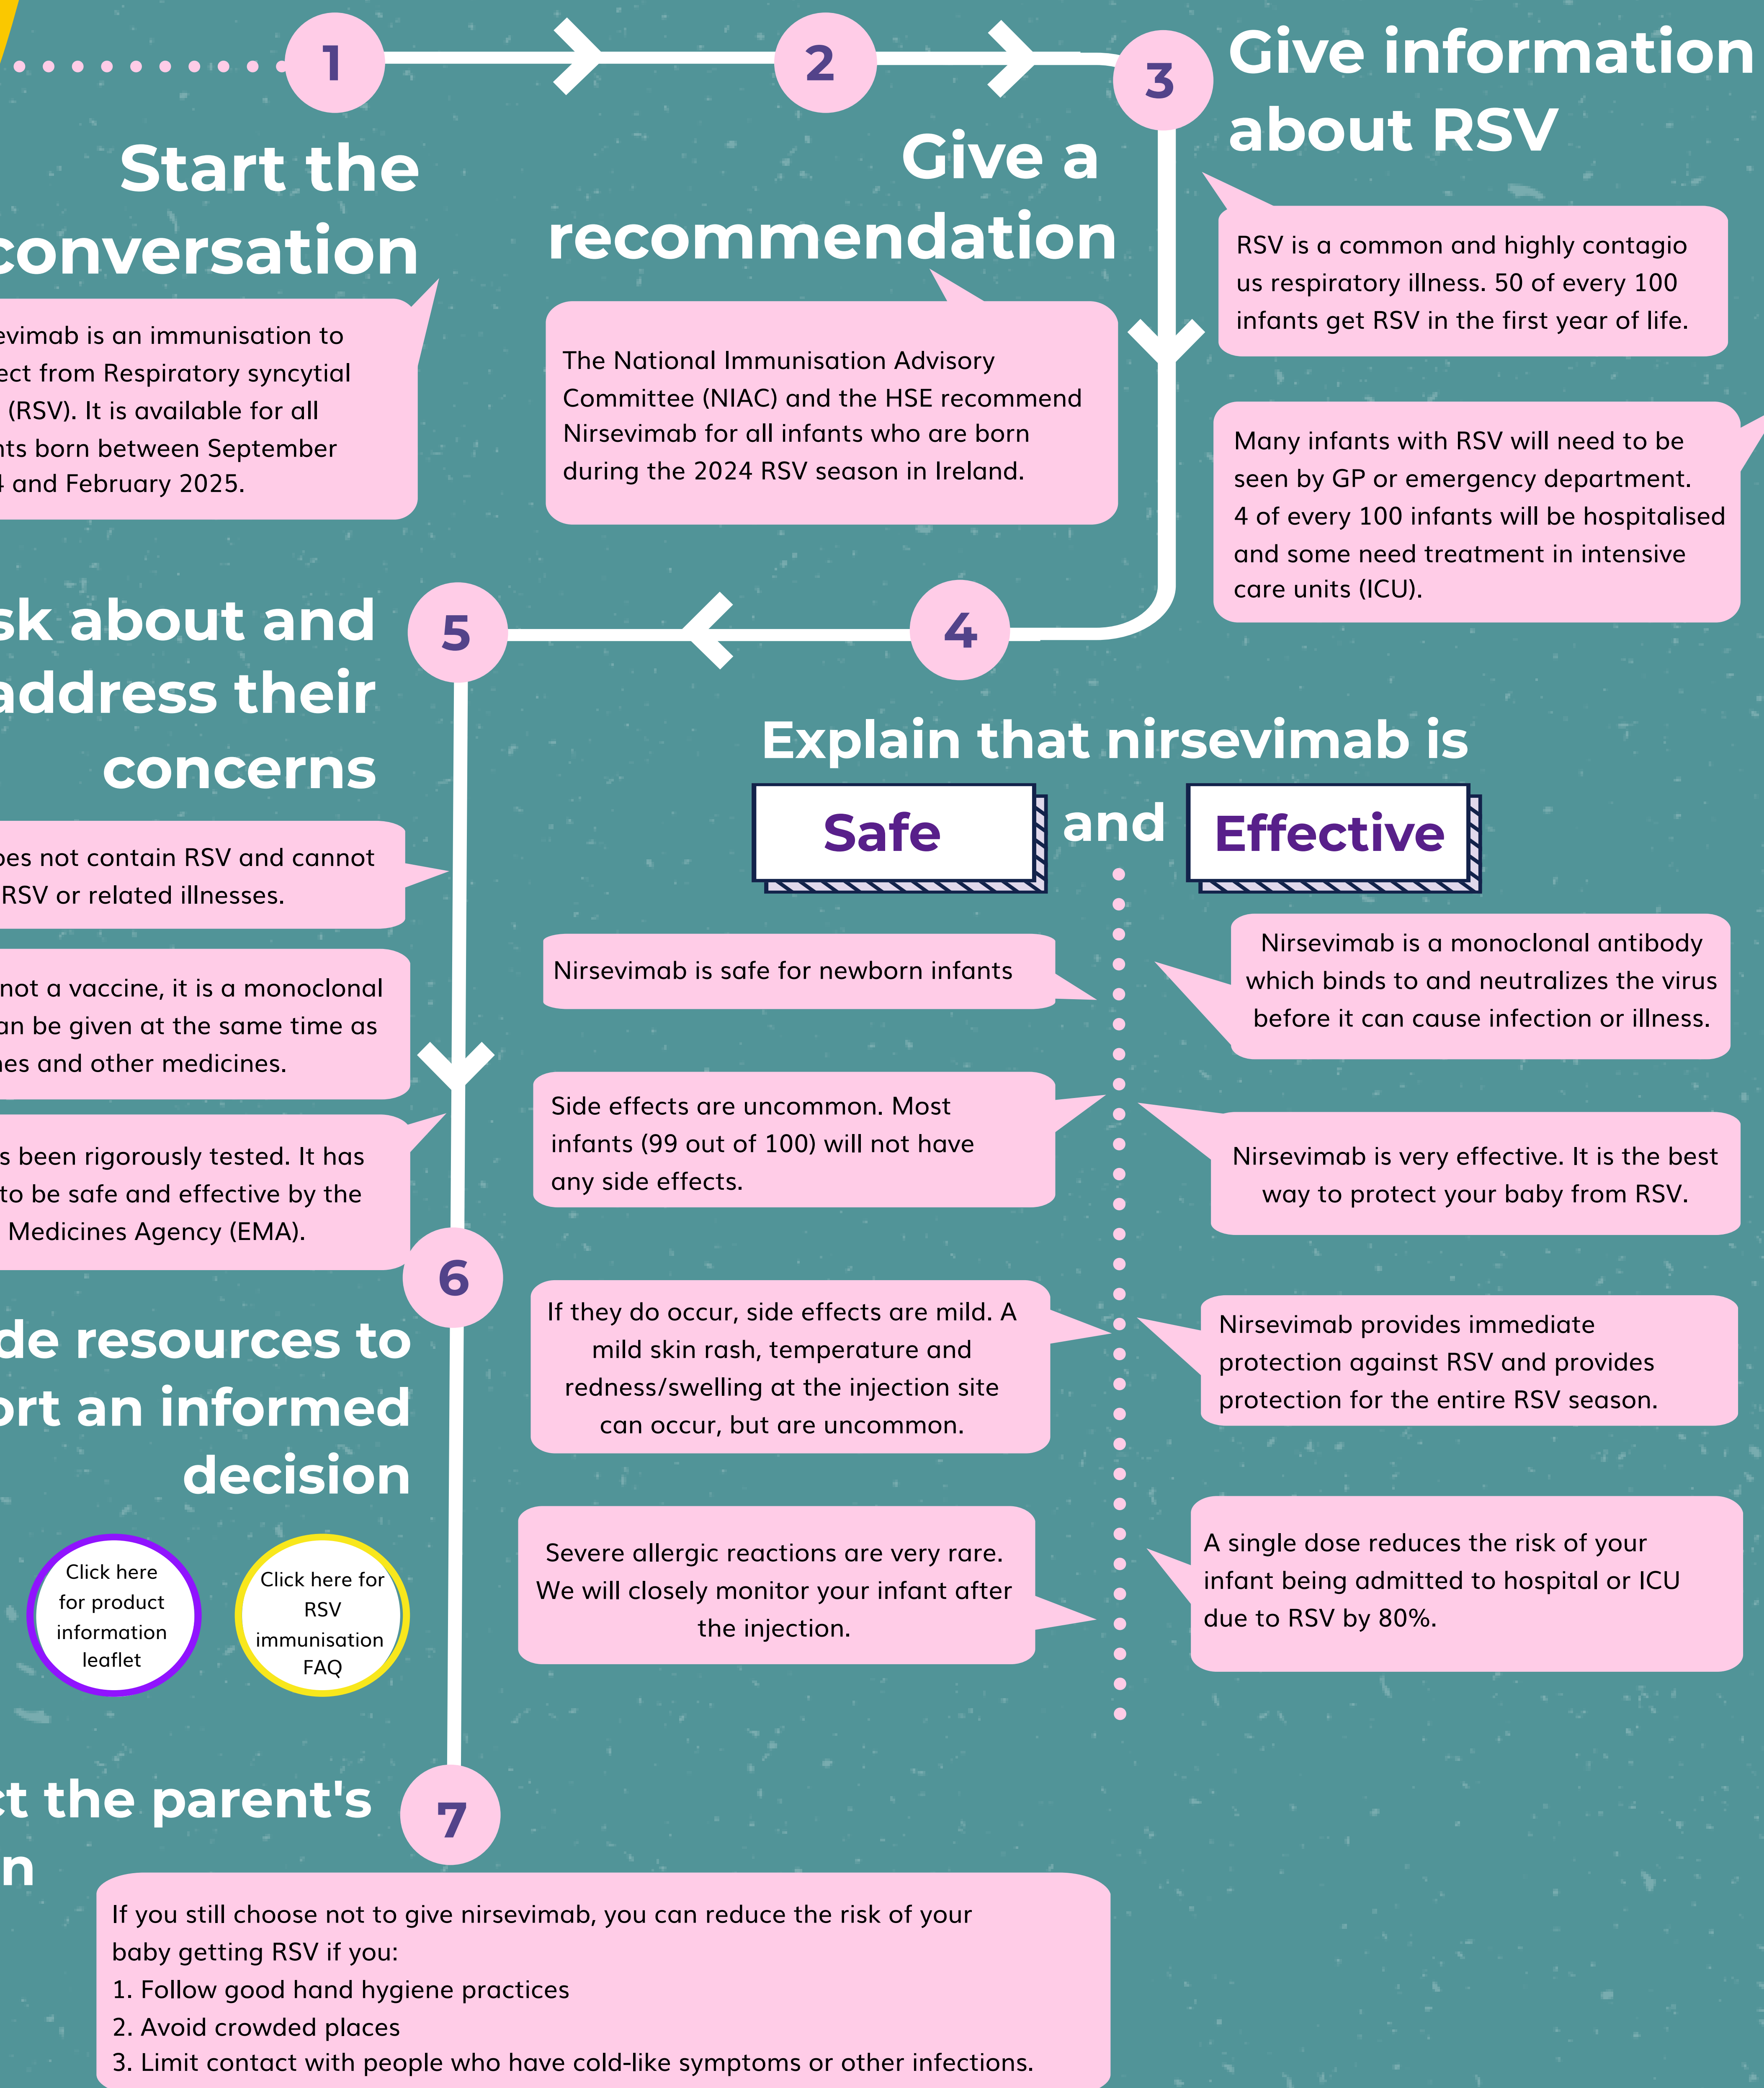 1
Start the
conversation
evimab is an immunisation to
ect from Respiratory syncytial
(RSV). It is available for all
nts born between September
4 and February 2025.
2
Give a
recommendation
The National Immunisation Advisory
Committee (NIAC) and the HSE recommend
Nirsevimab for all infants who are born
during the 2024 RSV season in Ireland.
3
Give information
about RSV
RSV is a common and highly contagio
us respiratory illness. 50 of every 100
infants get RSV in the first year of life.
Many infants with RSV will need to be
seen by GP or emergency department.
4 of every 100 infants will be hospitalised
and some need treatment in intensive
care units (ICU).
4
Explain that nirsevimab is
Safe and Effective
Nirsevimab is safe for newborn infants
Side effects are uncommon. Most
infants (99 out of 100) will not have
any side effects.
If they do occur, side effects are mild. A
mild skin rash, temperature and
redness/swelling at the injection site
can occur, but are uncommon.
Severe allergic reactions are very rare.
We will closely monitor your infant after
the injection.
Nirsevimab is a monoclonal antibody
which binds to and neutralizes the virus
before it can cause infection or illness.
Nirsevimab is very effective. It is the best
way to protect your baby from RSV.
Nirsevimab provides immediate
protection against RSV and provides
protection for the entire RSV season.
A single dose reduces the risk of your
infant being admitted to hospital or ICU
due to RSV by 80%.
5
sk about and
address their
concerns
oes not contain RSV and cannot
RSV or related illnesses.
not a vaccine, it is a monoclonal
an be given at the same time as
nes and other medicines.
s been rigorously tested. It has
to be safe and effective by the
Medicines Agency (EMA).
6
de resources to
ort an informed
decision
Click here
for product
information
leaflet
Click here for
RSV
immunisation
FAQ
7
ct the parent's
n
If you still choose not to give nirsevimab, you can reduce the risk of your
baby getting RSV if you:
1. Follow good hand hygiene practices
2. Avoid crowded places
3. Limit contact with people who have cold-like symptoms or other infections.